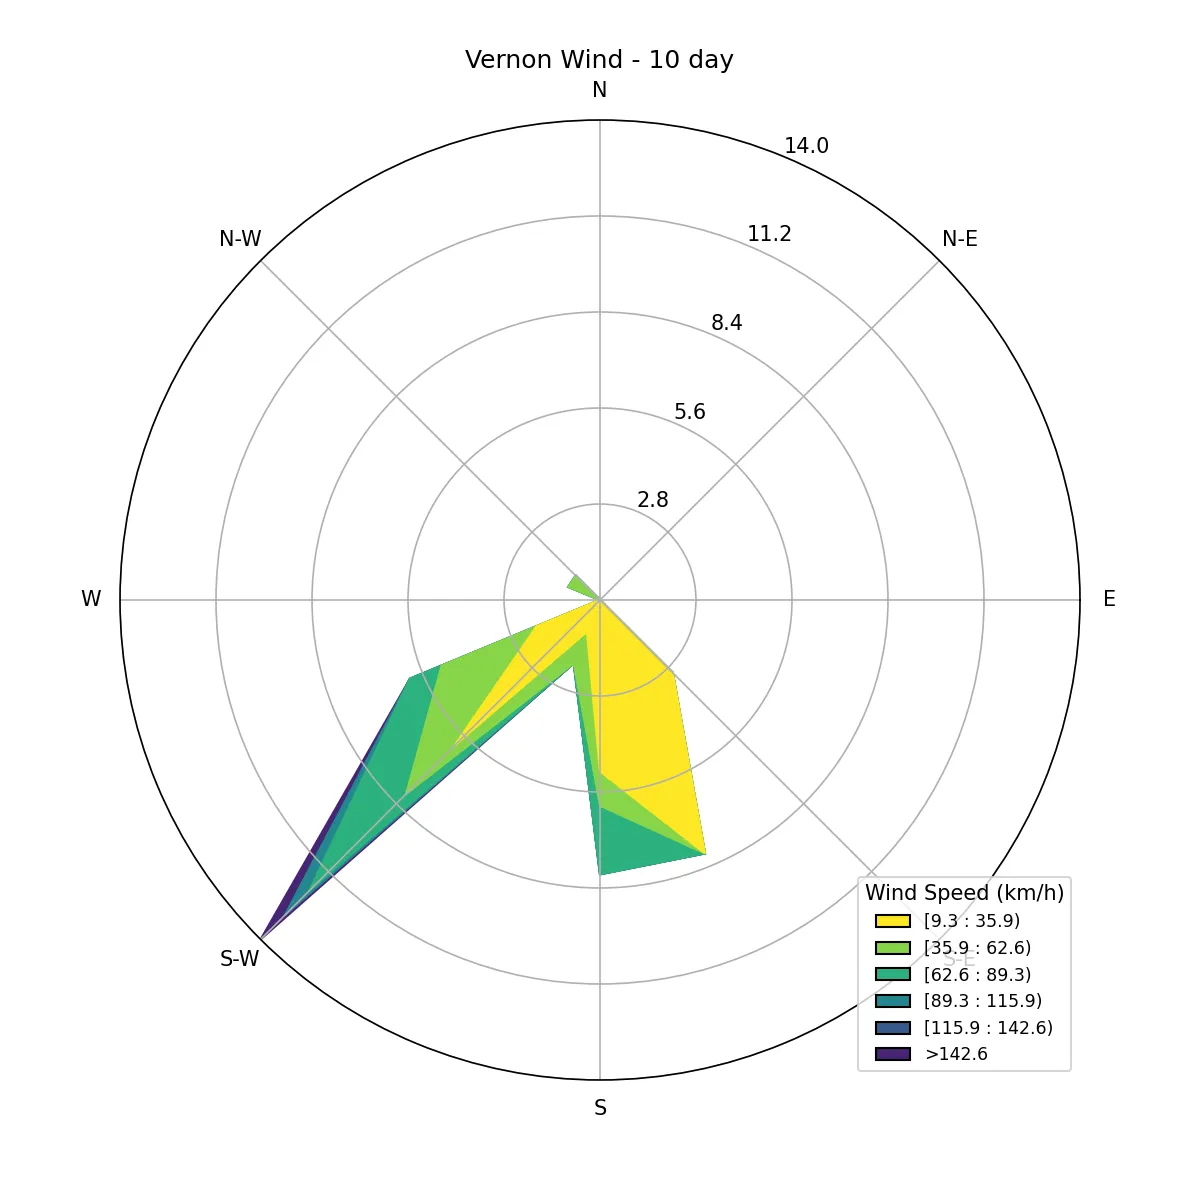 Vernon Wind - 10 day
N
14.0
N-W
11.2
N-E
8.4
5.6
2.8
W
E
Wind Speed (km/h)
[9.3 : 35.9)
[35.9 : 62.6)
S-W
S-E
[62.6 : 89.3)
[89.3 : 115.9)
[115.9 : 142.6)
>142.6
S